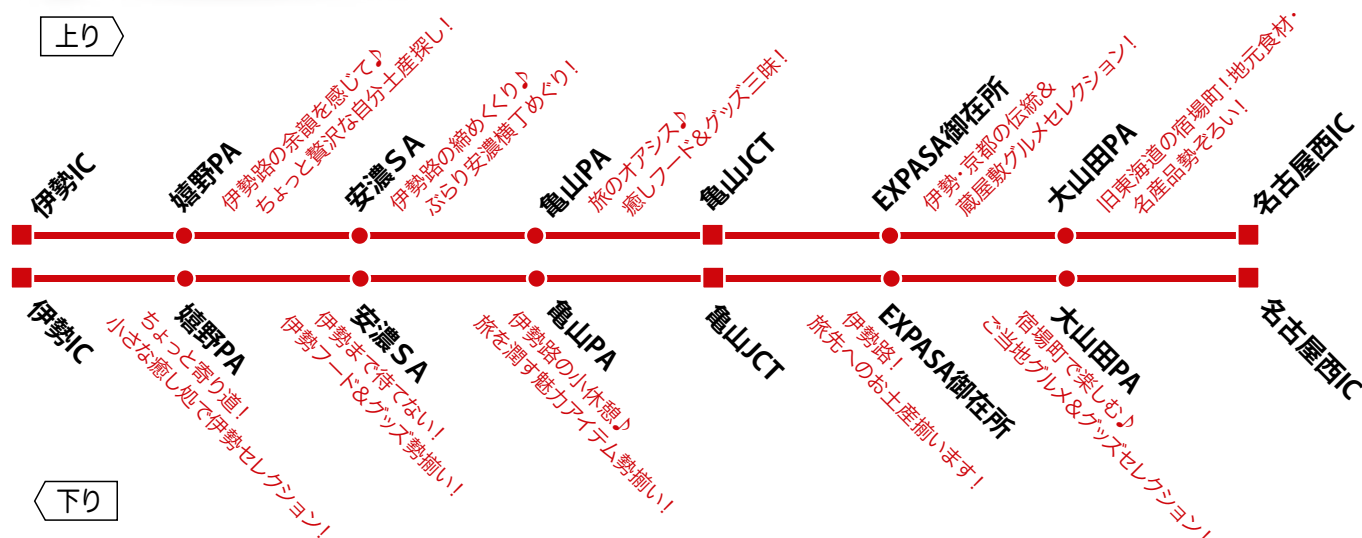 上り
伊勢IC
嬉野PA
伊勢路の余韻を感じて♪
ちょっと贅沢な自分土産探し!
安濃SA
伊勢路の締めくくり♪
ぶらり安濃横丁めぐり!
亀山PA
旅のオアシス♪
癒しフード&グッズ三昧!
亀山JCT
EXPASA御在所
伊勢・京都の伝統&
蔵屋敷グルメセレクション!
大山田PA
旧東海道の宿場町!地元食材・
名産品勢ぞろい!
名古屋西IC
伊勢IC
嬉野PA
ちょっと寄り道!
小さな癒し処で伊勢セレクション!
安濃SA
伊勢まで待てない!
伊勢フード&グッズ勢揃い!
亀山PA
伊勢路の小休憩♪
旅を潤す魅力アイテム勢揃い!
亀山JCT
EXPASA御在所
伊勢路!
旅先へのお土産揃います!
大山田PA
宿場町で楽しむ♪
ご当地グルメ&グッズセレクション!
名古屋西IC
下り